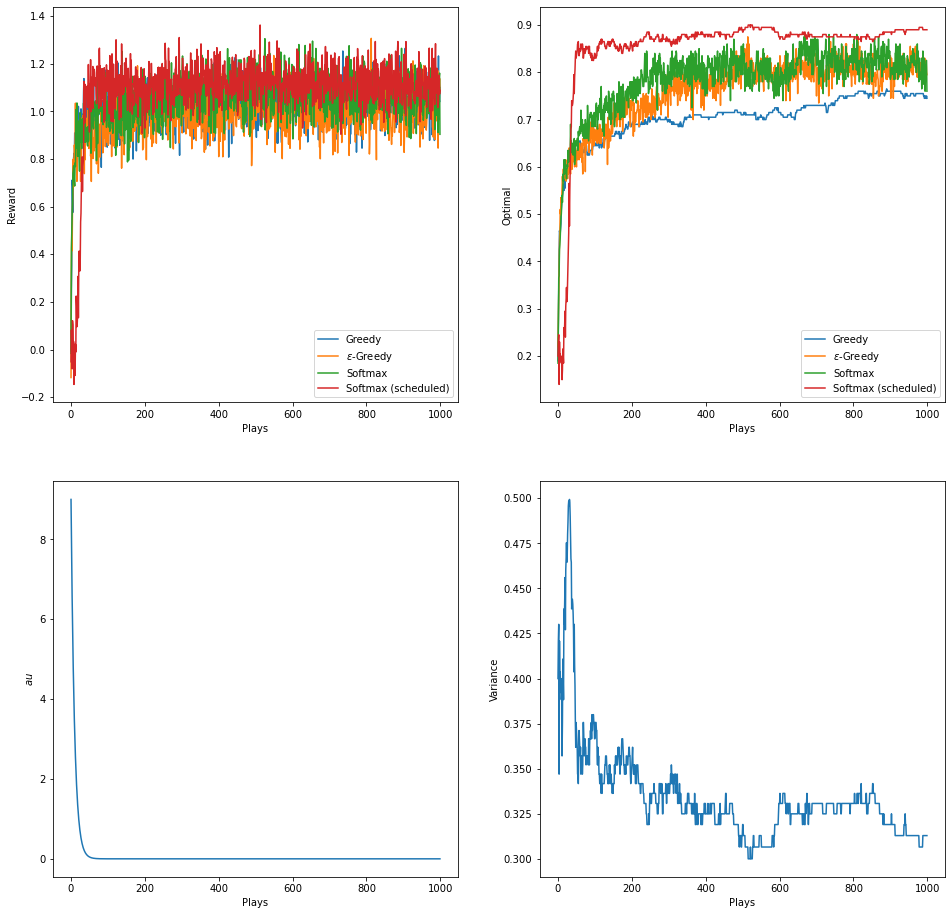 1.4
1.2
1.0
0.8
0.6
0.4
0.2
0.0
−0.2
Reward
0 200 400 600 800 1000
Plays
Greedy
ε-Greedy
Softmax
Softmax (scheduled)
0.9
0.8
0.7
0.6
0.5
0.4
0.3
0.2
Optimal
0 200 400 600 800 1000
Plays
Greedy
ε-Greedy
Softmax
Softmax (scheduled)
8
6
4
2
0
au
0 200 400 600 800 1000
Plays
0.500
0.475
0.450
0.425
0.400
0.375
0.350
0.325
0.300
Variance
0 200 400 600 800 1000
Plays